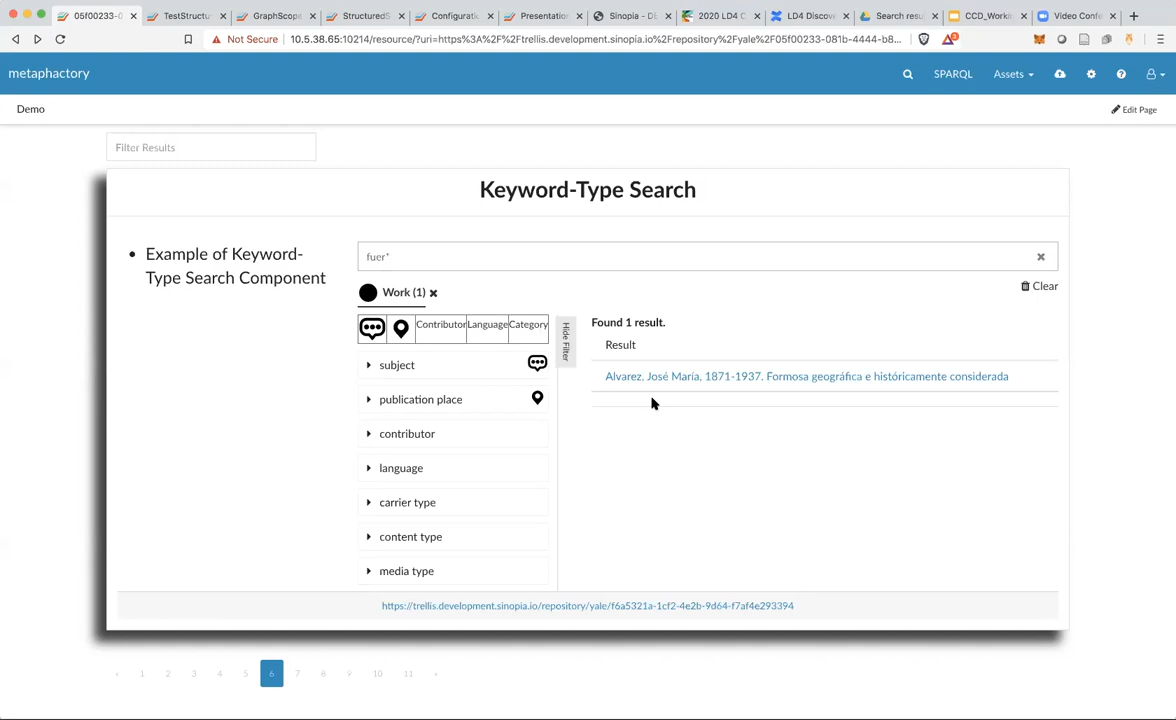 05f00233-0
TestStructur
GraphScope
StructuredS
Configuratio
Presentation
Sinopia - DE
2020 LD4 C
LD4 Discove
Search resul
CCD_Workin
Video Confe
Not Secure 10.5.38.65:10214/resource/?uri=https%3A%2F%2Ftrellis.development.sinopia.io%2Frepository%2Fyale%2F05f00233-081b-4444-b8...
metaphactory
SPARQL
Assets
Demo
Edit Page
Filter Results
Keyword-Type Search
• Example of Keyword-
Type Search Component
fuer*
Work (1)
Clear
Contributor
Language
Category
Hide Filter
subject
publication place
contributor
language
carrier type
content type
media type
Found 1 result.
Result
Alvarez, José María, 1871-1937. Formosa geográfica e históricamente considerada
https://trellis.development.sinopia.io/repository/yale/f6a5321a-1cf2-4e2b-9d64-f7af4e293394
‹ 1 2 3 4 5 6 7 8 9 10 11 ›